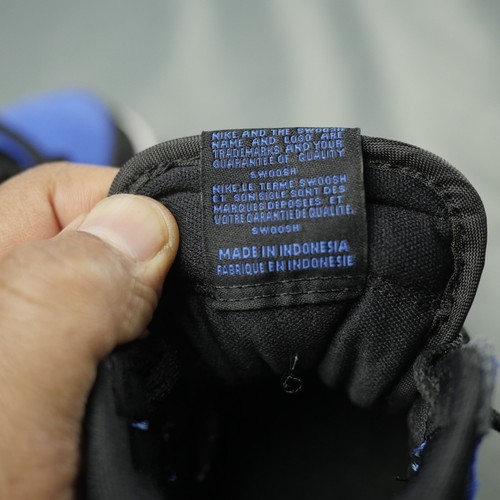 NIKE AND THE SWOOSH
NAME AND LOGO ARE
TRADEMARKS AND YOUR
GUARANTEE OF QUALITY
SWOOSH
NIKE.LE TERME SWOOSH
ET SON SIGLE SONT DES
MARQUES DEPOSEES ET
VOTRE GARANTIE DE QUALITE.
SWOOSH
MADE IN INDONESIA
FABRIQUE EN INDONESIE